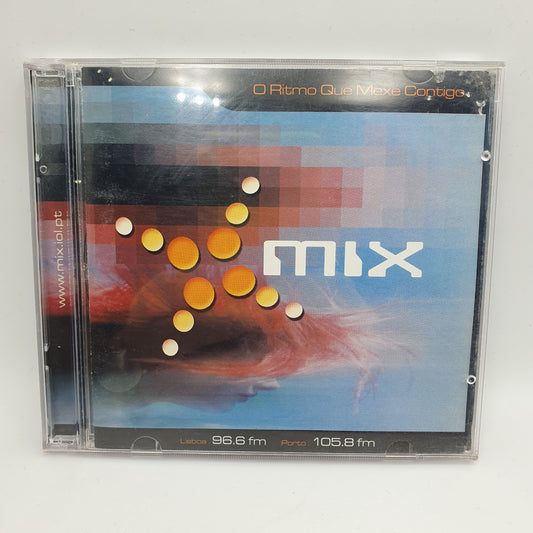 O Ritmo Que Mexe Contigo
www.mix.iol.pt
mix
Lisboa 96.6 fm Porto 105.8 fm